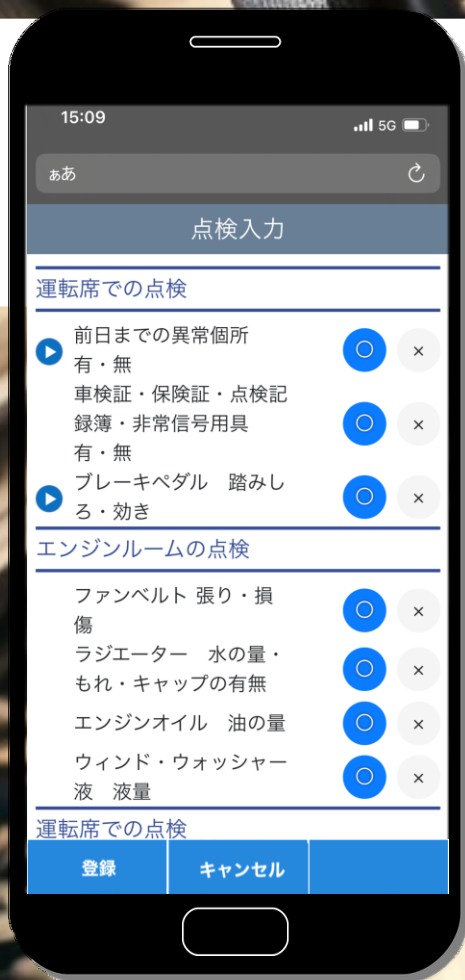 15:09
5G
ぁあ
点検入力
運転席での点検
前日までの異常個所
有・無
〇 ×
車検証・保険証・点検記
録簿・非常信号用具
有・無
〇 ×
ブレーキペダル 踏みし
ろ・効き
〇 ×
エンジンルームの点検
ファンベルト 張り・損
傷
〇 ×
ラジエーター 水の量・
もれ・キャップの有無
〇 ×
エンジンオイル 油の量
〇 ×
ウィンド・ウォッシャー
液 液量
〇 ×
運転席での点検
登録 キャンセル